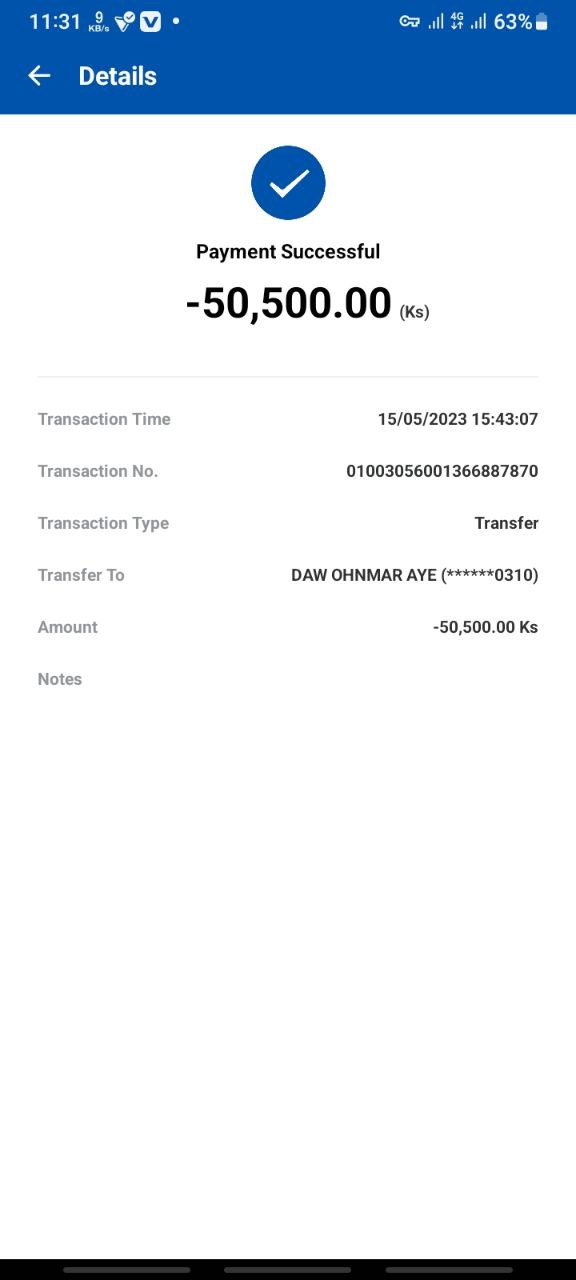 11:31 9 KB/s V 4G 63%
Details
Payment Successful
-50,500.00 (Ks)
Transaction Time 15/05/2023 15:43:07
Transaction No. 01003056001366887870
Transaction Type Transfer
Transfer To DAW OHNMAR AYE (******0310)
Amount -50,500.00 Ks
Notes